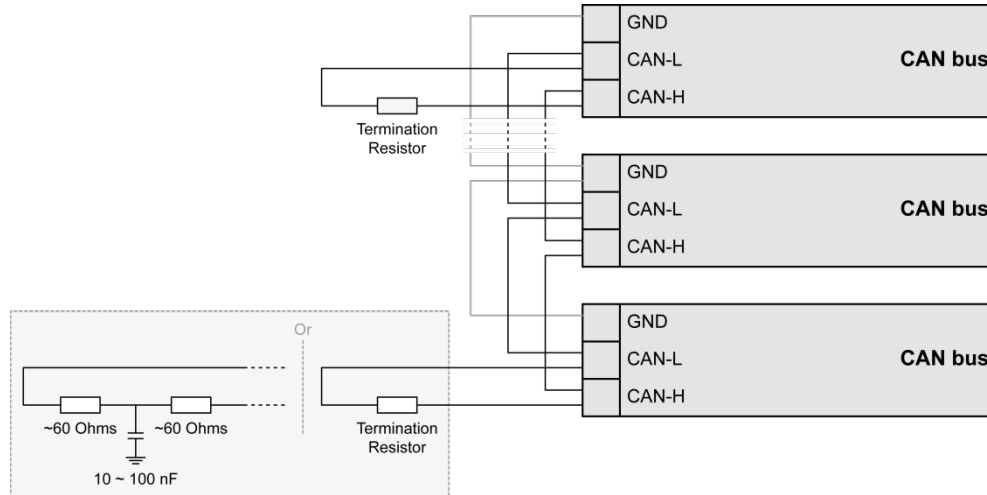 GND
CAN-L
CAN bus
CAN-H
Termination
Resistor
GND
CAN-L
CAN bus
CAN-H
GND
Or
CAN-L
CAN bus
CAN-H
~60 Ohms
~60 Ohms
Termination
Resistor
10 ~ 100 nF